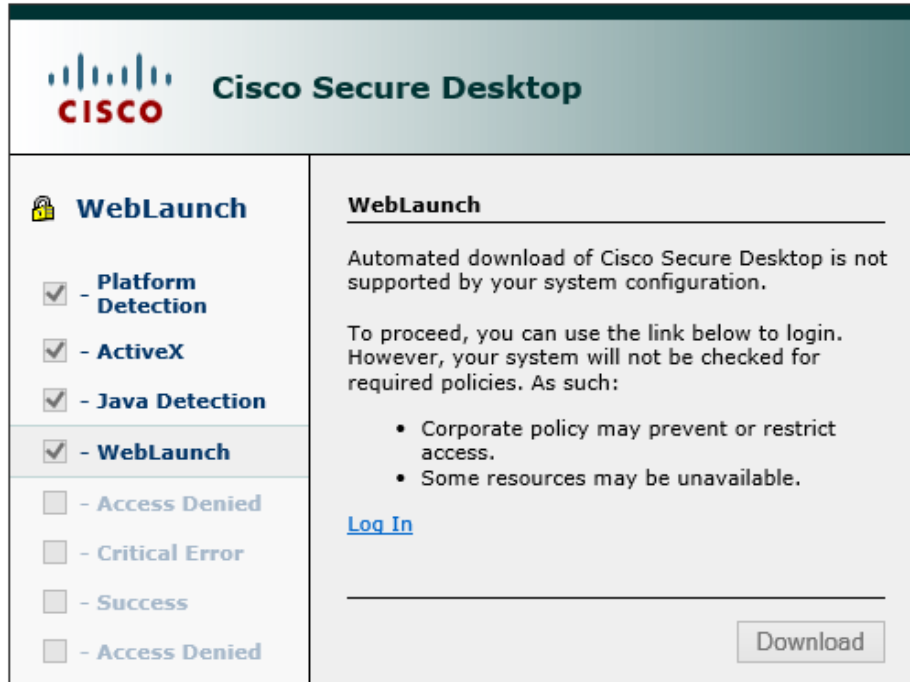 CISCO
Cisco Secure Desktop
WebLaunch
- Platform
Detection
- ActiveX
- Java Detection
- WebLaunch
- Access Denied
- Critical Error
- Success
- Access Denied
WebLaunch
Automated download of Cisco Secure Desktop is not
supported by your system configuration.
To proceed, you can use the link below to login.
However, your system will not be checked for
required policies. As such:
• Corporate policy may prevent or restrict
access.
• Some resources may be unavailable.
Log In
Download